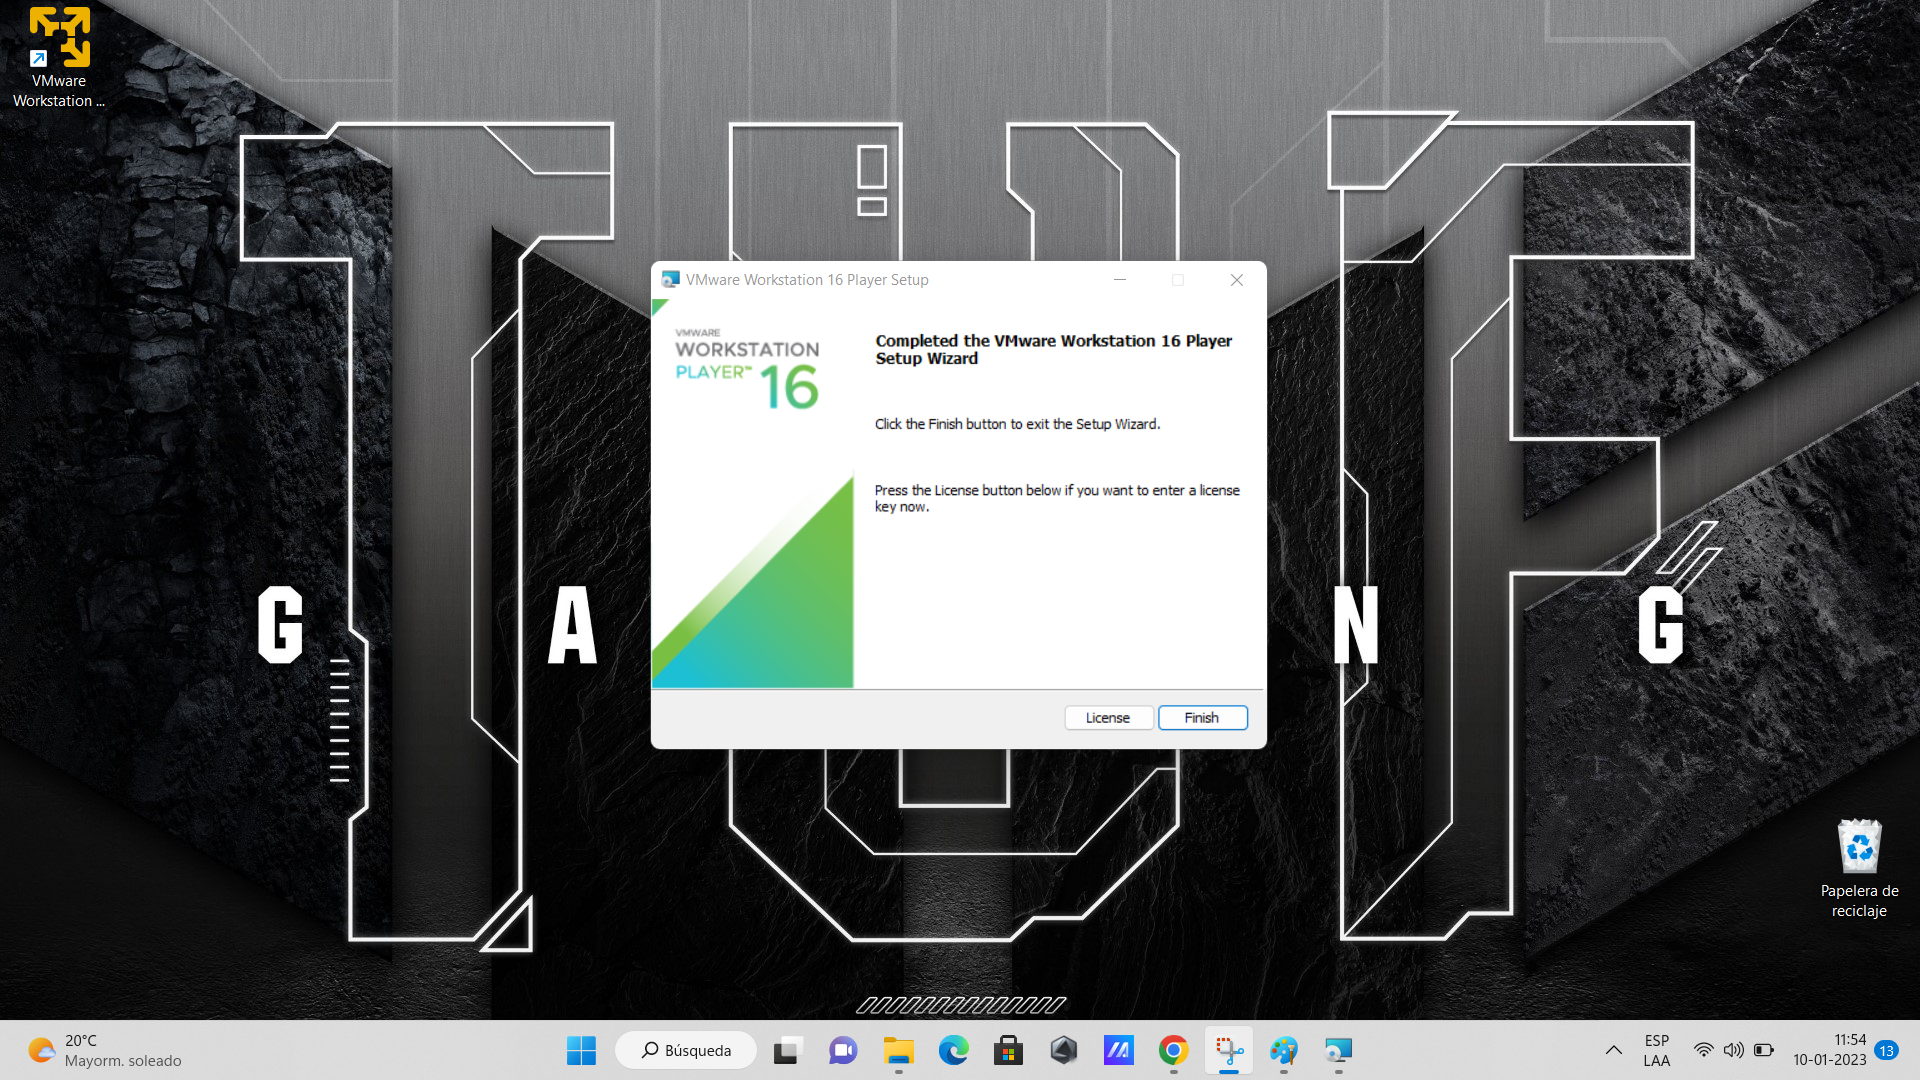 VMware
Workstation ...
VMware Workstation 16 Player Setup
VMWARE
WORKSTATION
PLAYER™ 16
Completed the VMware Workstation 16 Player
Setup Wizard
Click the Finish button to exit the Setup Wizard.
Press the License button below if you want to enter a license
key now.
License
Finish
G A N G
Papelera de
reciclaje
20°C
Mayorm. soleado
Búsqueda
ESP
LAA
11:54
10-01-2023
13